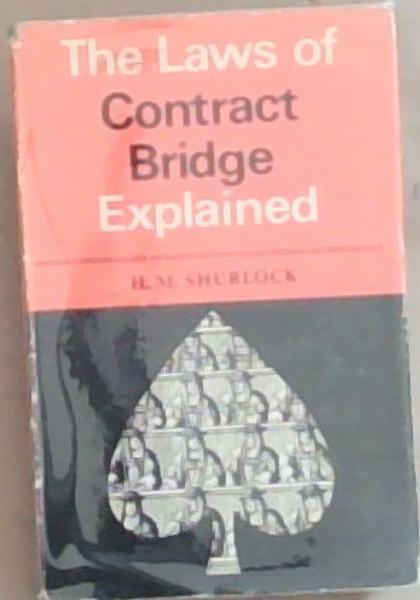 The Laws of
Contract
Bridge
Explained
H. M. SHURLOCK